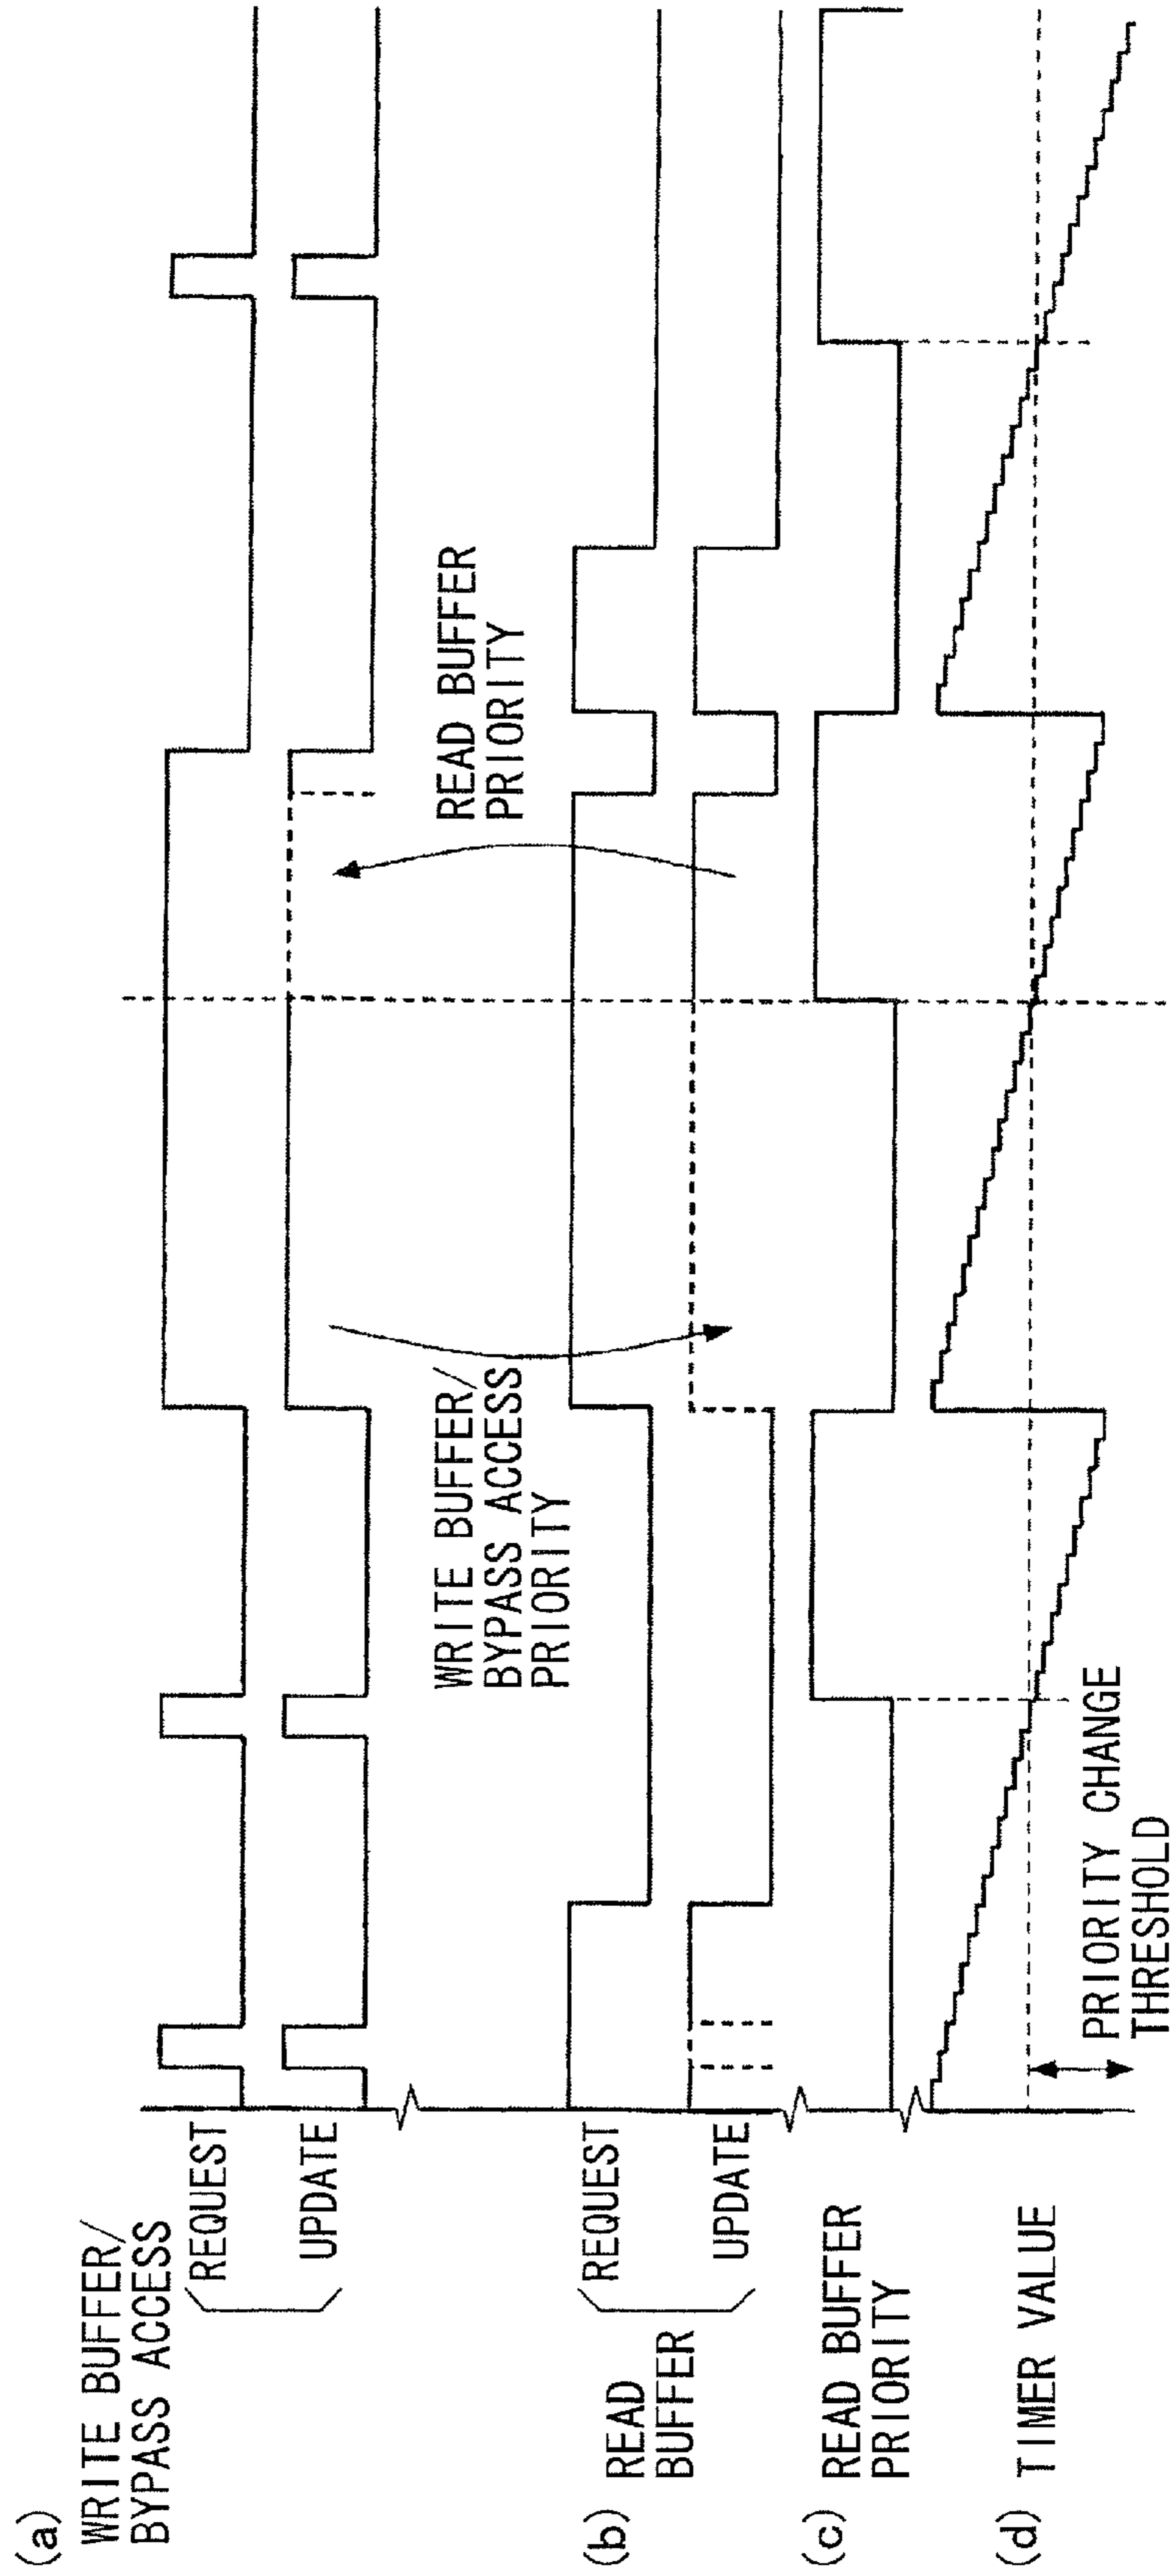 (a)
WRITE BUFFER/
BYPASS ACCESS
REQUEST
UPDATE
READ BUFFER
PRIORITY
WRITE BUFFER/
BYPASS ACCESS
PRIORITY
(b)
READ
BUFFER
REQUEST
UPDATE
(c)
READ BUFFER
PRIORITY
(d)
TIMER VALUE
PRIORITY CHANGE
THRESHOLD